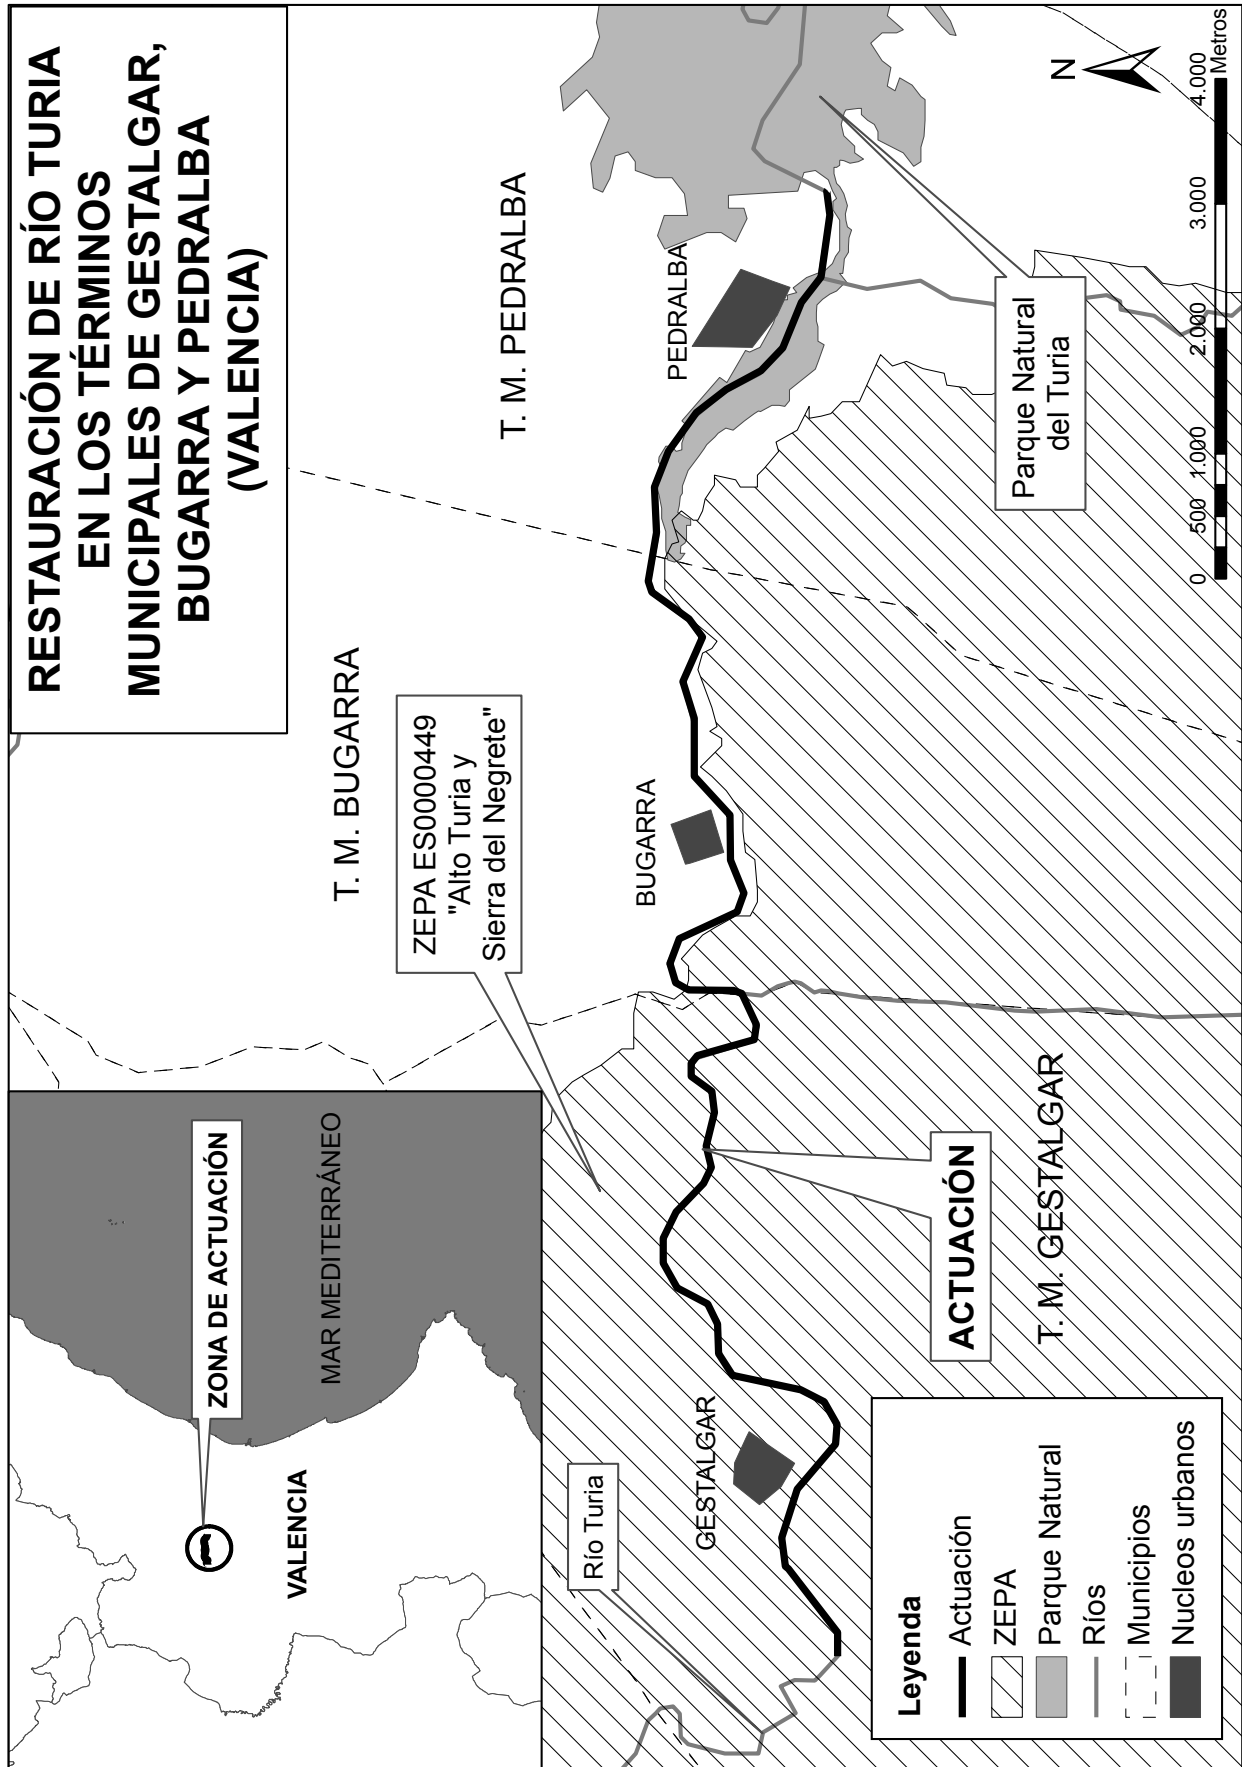 RESTAURACIÓN DE RÍO TURIA
EN LOS TÉRMINOS
MUNICIPALES DE GESTALGAR,
BUGARRA Y PEDRALBA
(VALENCIA)
ZONA DE ACTUACIÓN
MAR MEDITERRÁNEO
VALENCIA
T. M. BUGARRA
T. M. PEDRALBA
ZEPA ES0000449
"Alto Turia y
Sierra del Negrete"
Río Turia
GESTALGAR
BUGARRA
PEDRALBA
ACTUACIÓN
T. M. GESTALGAR
Parque Natural
del Turia
N
Leyenda
Actuación
ZEPA
Parque Natural
Ríos
Municipios
Nucleos urbanos
0 500 1.000 2.000 3.000 4.000
Metros